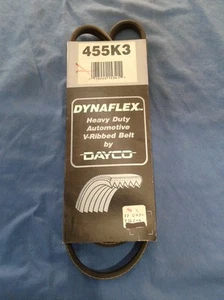 455K3
DYNAFLEX
Heavy Duty
Automotive
V-Ribbed Belt
by
DAYCO